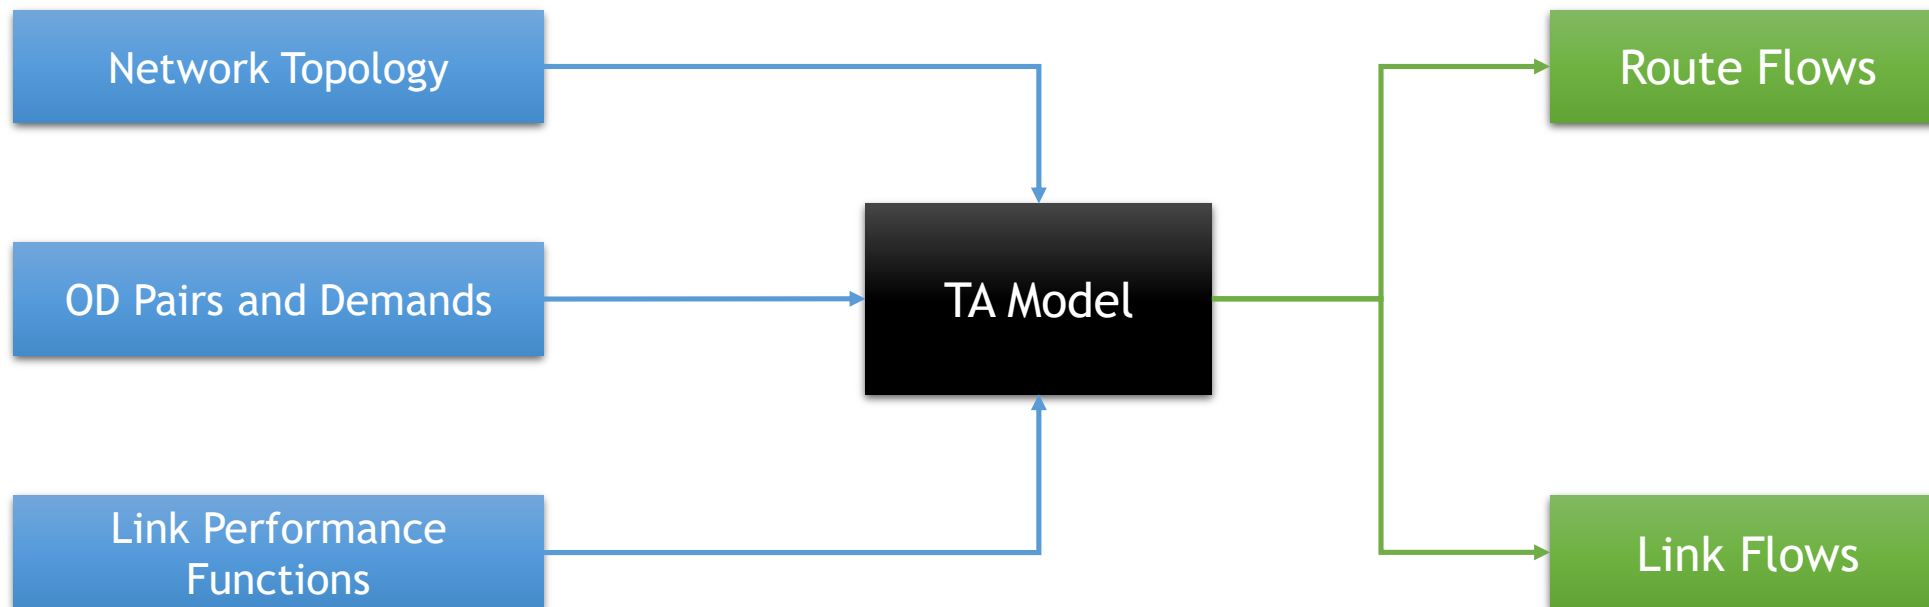 Network Topology
OD Pairs and Demands
Link Performance
Functions
TA Model
Route Flows
Link Flows